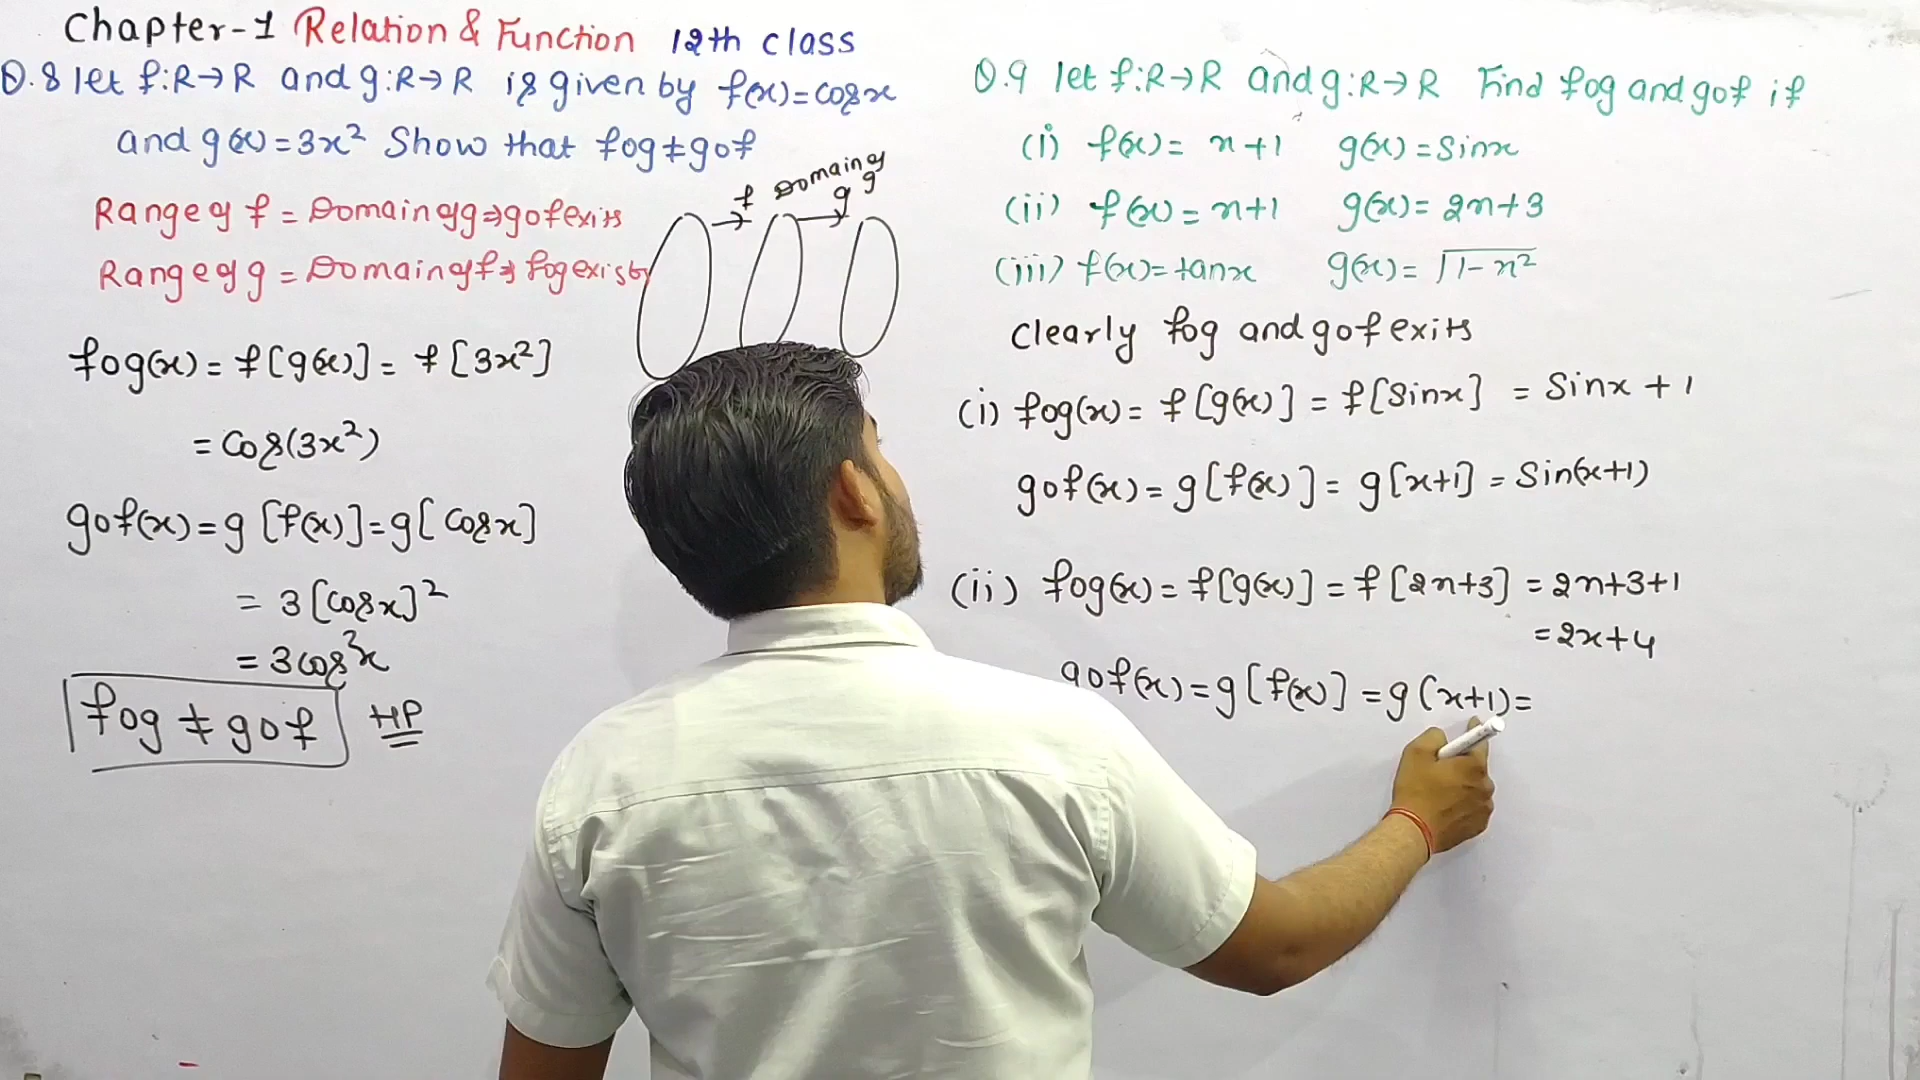 Chapter-1 Relation & Function 12th class
Q.8 let f:R→R and g:R→R is given by f(x)=cosx
and g(x)=3x² Show that fog≠gof
Range of f = Domain of g⇒gof exits
Range of g = Domain of f⇒ fog exists
f Domain of g
g
fog(x) = f[g(x)] = f[3x²]
= cos(3x²)
gof(x) = g[f(x)] = g[cosx]
= 3[cosx]²
= 3cos²x
fog ≠ gof HP
Q.9 let f:R→R and g:R→R Find fog and gof if
(i) f(x) = x+1 g(x) = Sinx
(ii) f(x) = x+1 g(x) = 2x+3
(iii) f(x) = tanx g(x) = √1-x²
Clearly fog and gof exits
(i) fog(x) = f[g(x)] = f[Sinx] = Sinx + 1
gof(x) = g[f(x)] = g[x+1] = Sin(x+1)
(ii) fog(x) = f[g(x)] = f[2x+3] = 2x+3+1
= 2x+4
gof(x) = g[f(x)] = g(x+1) =